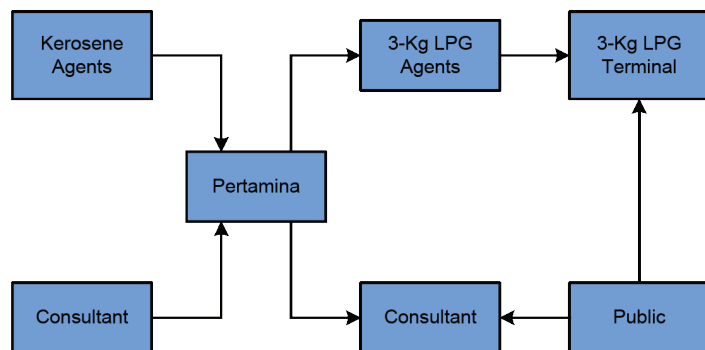 Kerosene
Agents
3-Kg LPG
Agents
3-Kg LPG
Terminal
Pertamina
Consultant
Consultant
Public